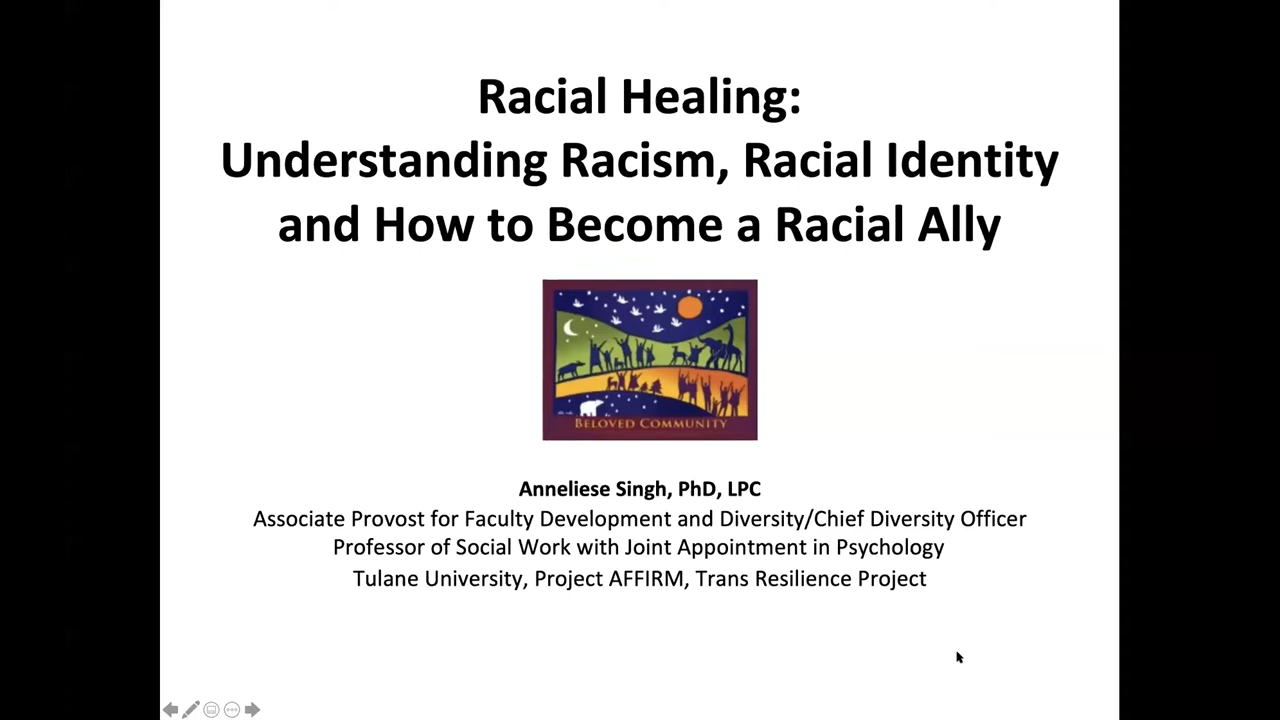 Racial Healing:
Understanding Racism, Racial Identity
and How to Become a Racial Ally
BELOVED COMMUNITY
Anneliese Singh, PhD, LPC
Associate Provost for Faculty Development and Diversity/Chief Diversity Officer
Professor of Social Work with Joint Appointment in Psychology
Tulane University, Project AFFIRM, Trans Resilience Project